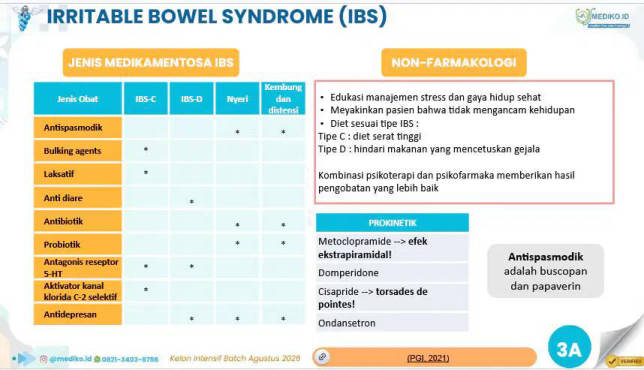 IRRITABLE BOWEL SYNDROME (IBS)
MEDIKO.ID
JENIS MEDIKAMENTOSA IBS
Jenis Obat IBS-C IBS-D Nyeri Kembung dan distensi
Antispasmodik * *
Bulking agents *
Laksatif *
Anti diare *
Antibiotik * *
Probiotik * *
Antagonis reseptor 5-HT * *
Aktivator kanal klorida C-2 selektif *
Antidepresan * * *
NON-FARMAKOLOGI
• Edukasi manajemen stress dan gaya hidup sehat
• Meyakinkan pasien bahwa tidak mengancam kehidupan
• Diet sesuai tipe IBS :
Tipe C : diet serat tinggi
Tipe D : hindari makanan yang mencetuskan gejala
Kombinasi psikoterapi dan psikofarmaka memberikan hasil
pengobatan yang lebih baik
PROKINETIK
Metoclopramide --> efek
ekstrapiramidal!
Domperidone
Cisapride --> torsades de
pointes!
Ondansetron
Antispasmodik
adalah buscopan
dan papaverin
@mediko.id 0821-3403-8788 Kelan Intensif Batch Agustus 2026
(PGI, 2021)
3A
VERIFIED